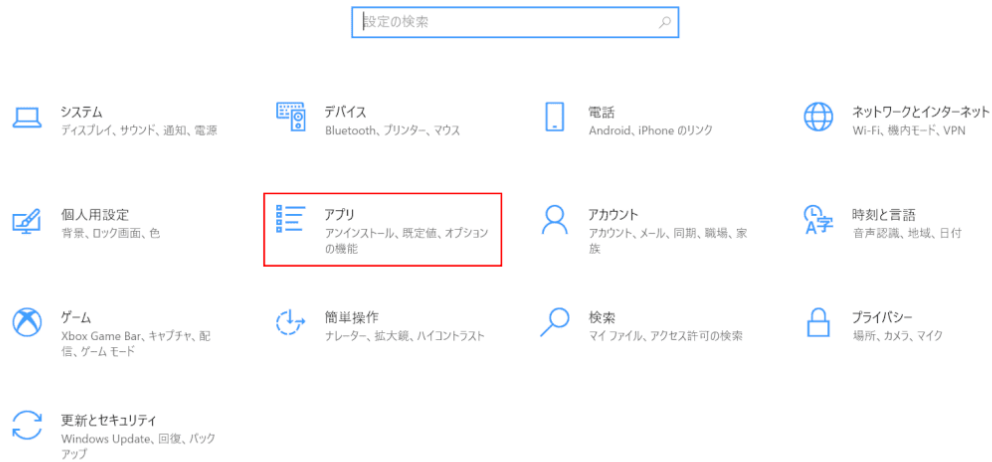 設定の検索
システム
ディスプレイ、サウンド、通知、電源
デバイス
Bluetooth、プリンター、マウス
電話
Android、iPhone のリンク
ネットワークとインターネット
Wi-Fi、機内モード、VPN
個人用設定
背景、ロック画面、色
アプリ
アンインストール、既定値、オプション
の機能
アカウント
アカウント、メール、同期、職場、家
族
時刻と言語
音声認識、地域、日付
ゲーム
Xbox Game Bar、キャプチャ、配
信、ゲーム モード
簡単操作
ナレーター、拡大鏡、ハイコントラスト
検索
マイ ファイル、アクセス許可の検索
プライバシー
場所、カメラ、マイク
更新とセキュリティ
Windows Update、回復、バック
アップ